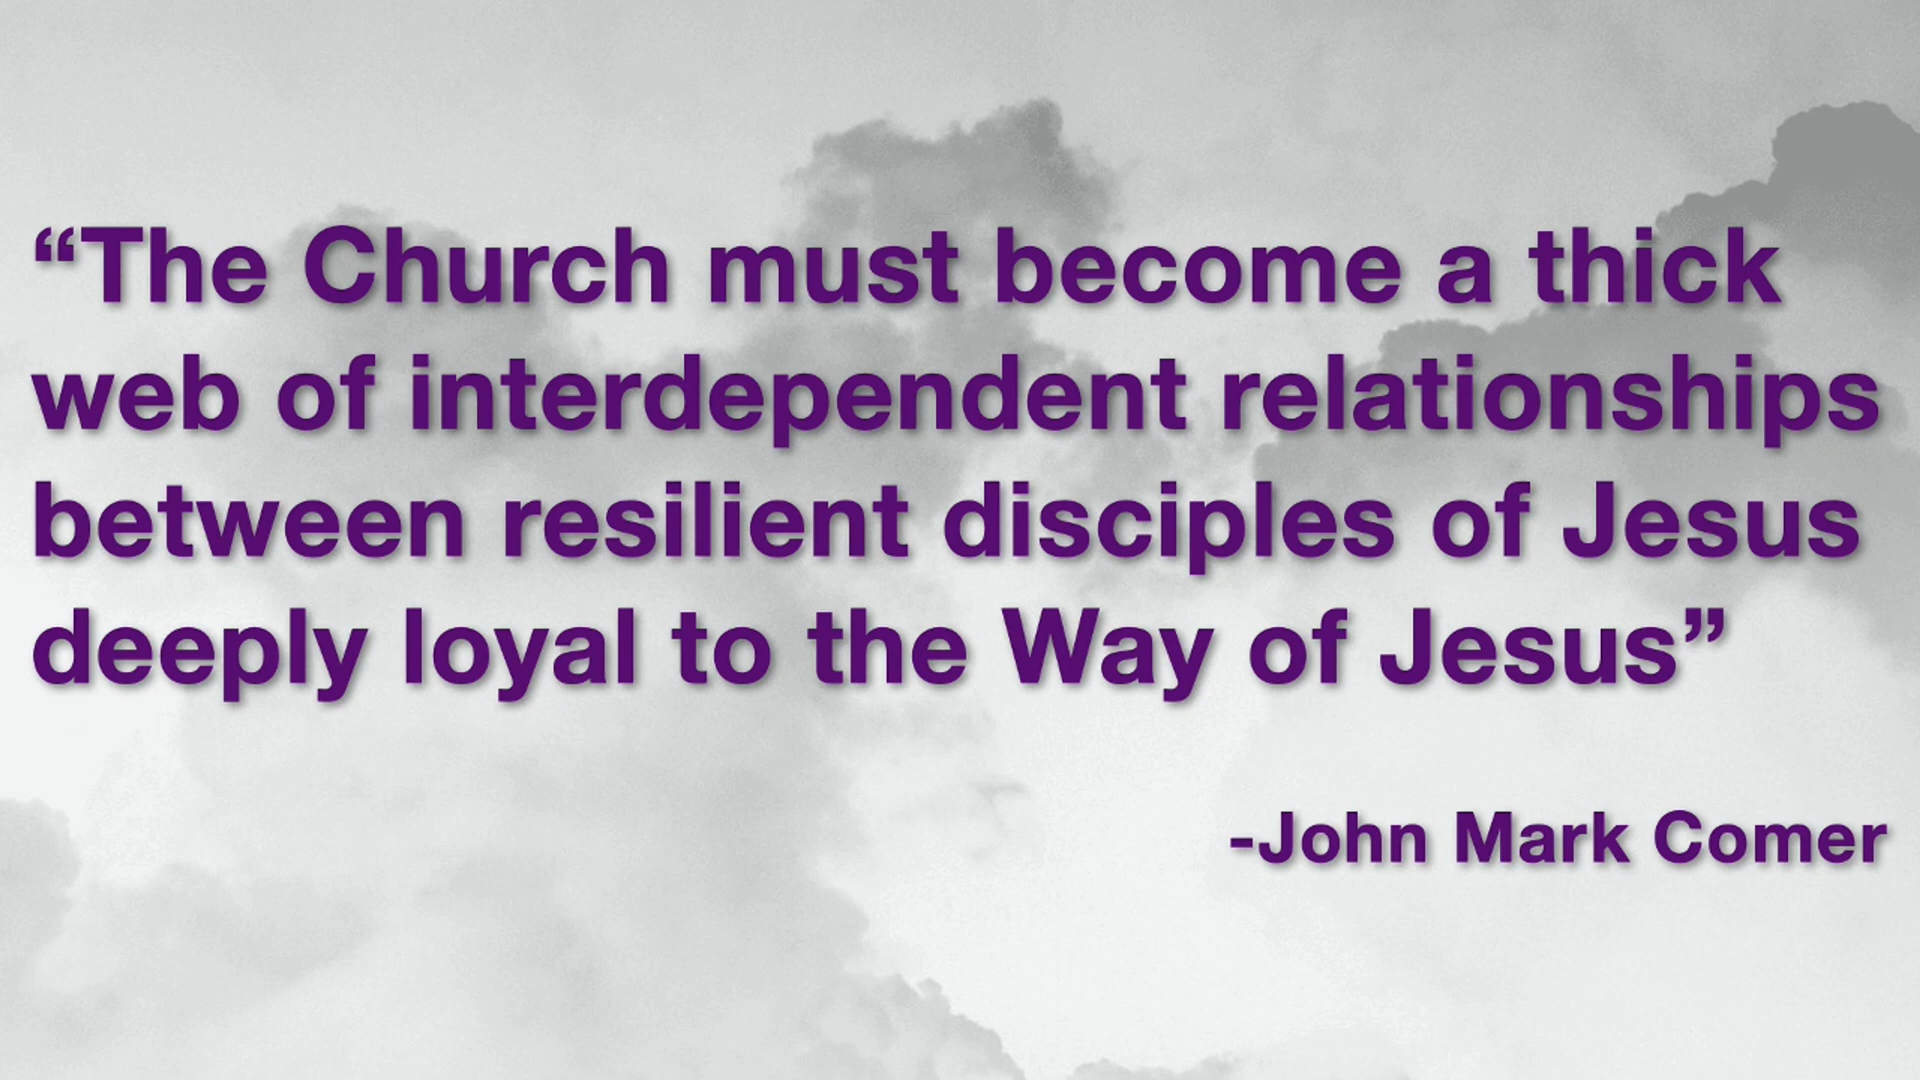 “The Church must become a thick
web of interdependent relationships
between resilient disciples of Jesus
deeply loyal to the Way of Jesus”
-John Mark Comer